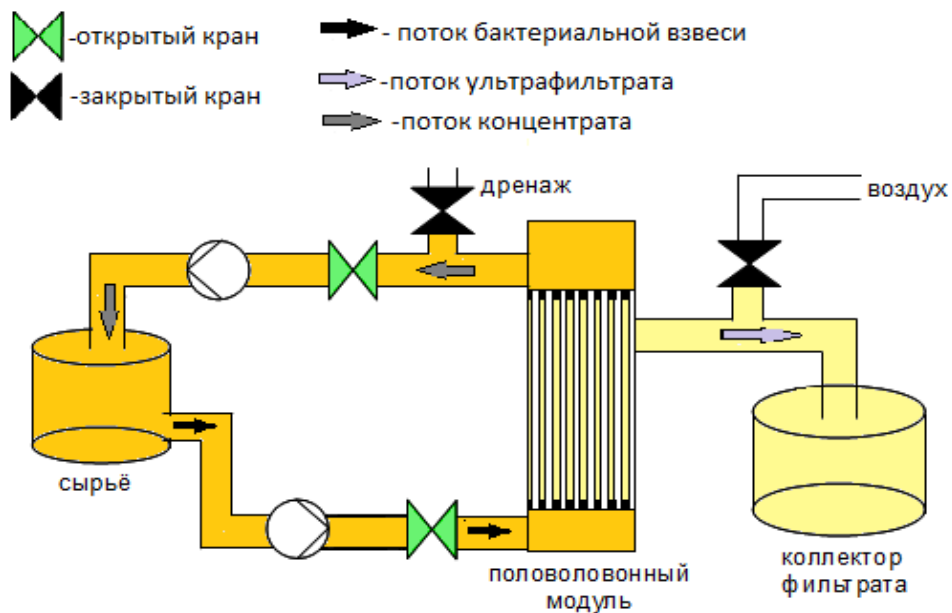 -открытый кран
- поток бактериальной взвеси
-закрытый кран
-поток ультрафильтрата
-поток концентрата
дренаж
воздух
сырьё
половоловонный
модуль
коллектор
фильтрата